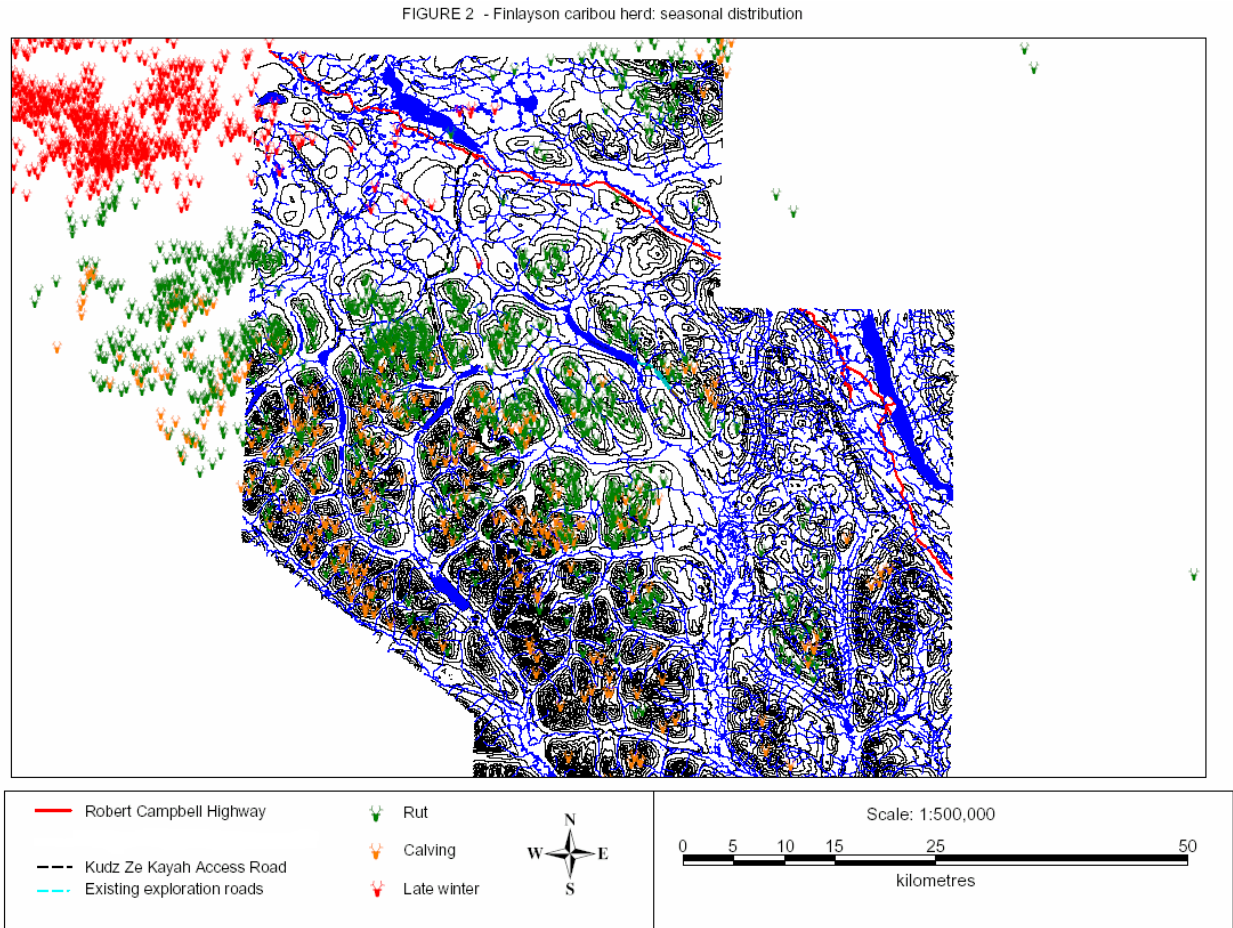 FIGURE 2 - Finlayson caribou herd: seasonal distribution
Robert Campbell Highway
Kudz Ze Kayah Access Road
Existing exploration roads
Rut
Calving
Late winter
N
W E
S
Scale: 1:500,000
0 5 10 15 25 50
kilometres